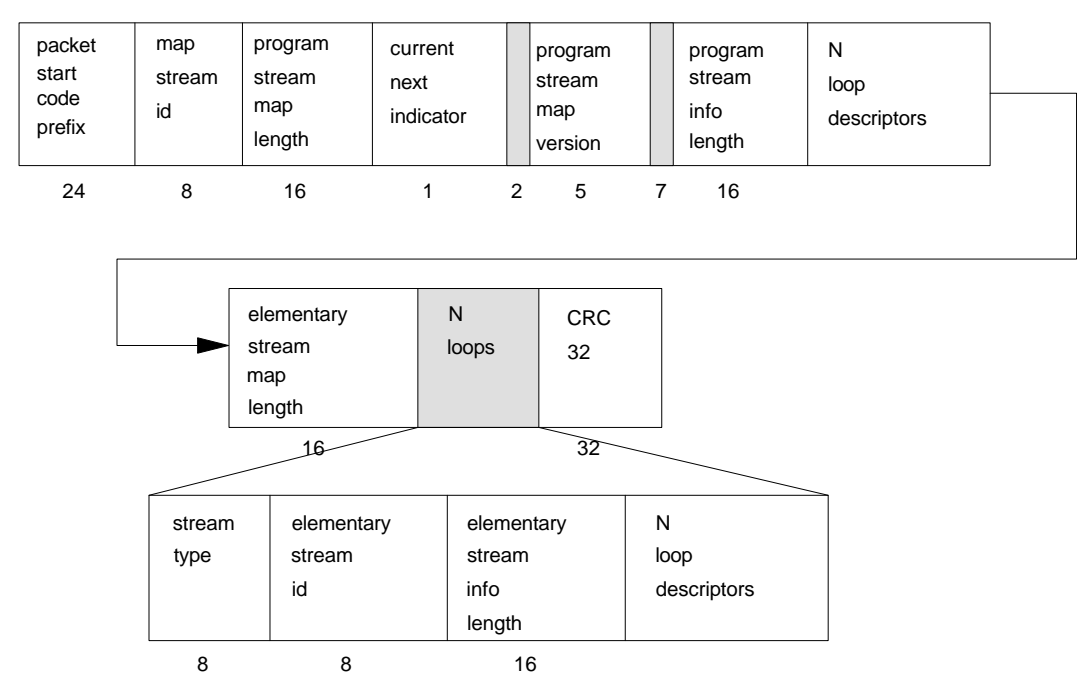 packet
start
code
prefix
map
stream
id
program
stream
map
length
current
next
indicator
program
stream
map
version
program
stream
info
length
N
loop
descriptors
24
8
16
1
2
5
7
16
elementary
stream
map
length
N
loops
CRC
32
16
32
stream
type
elementary
stream
id
elementary
stream
info
length
N
loop
descriptors
8
8
16